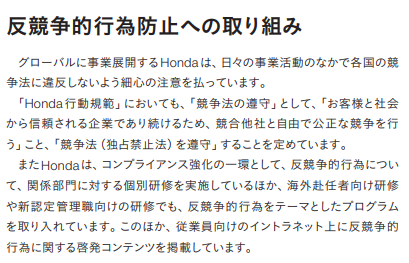 反競争的行為防止への取り組み
グローバルに事業展開するHondaは、日々の事業活動のなかで各国の競
争法に違反しないよう細心の注意を払っています。
「Honda行動規範」においても、「競争法の遵守」として、「お客様と社会
から信頼される企業であり続けるため、競合他社と自由で公正な競争を行
う」こと、「競争法（独占禁止法）を遵守」することを定めています。
またHondaは、コンプライアンス強化の一環として、反競争的行為につい
て、関係部門に対する個別研修を実施しているほか、海外赴任者向け研修
や新認定管理職向けの研修でも、反競争的行為をテーマとしたプログラム
を取り入れています。このほか、従業員向けのイントラネット上に反競争的
行為に関する啓発コンテンツを掲載しています。